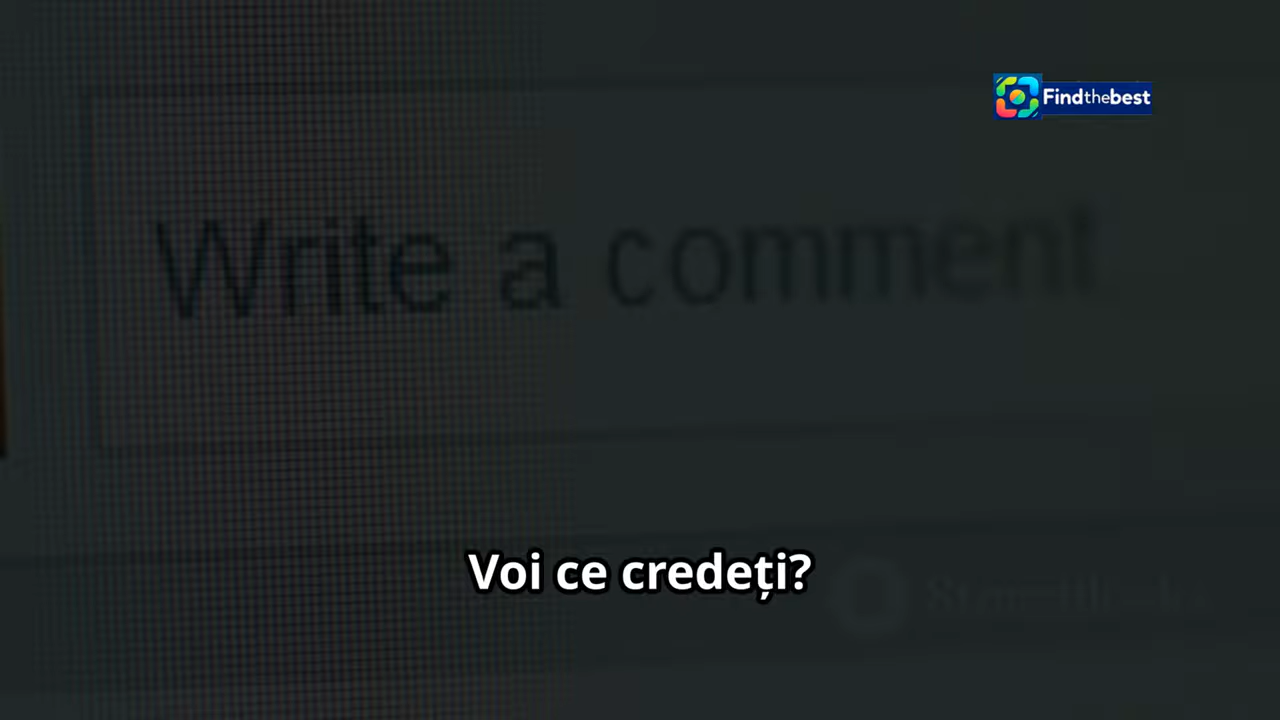 Findthebest
Write a comment
Voi ce credeți?